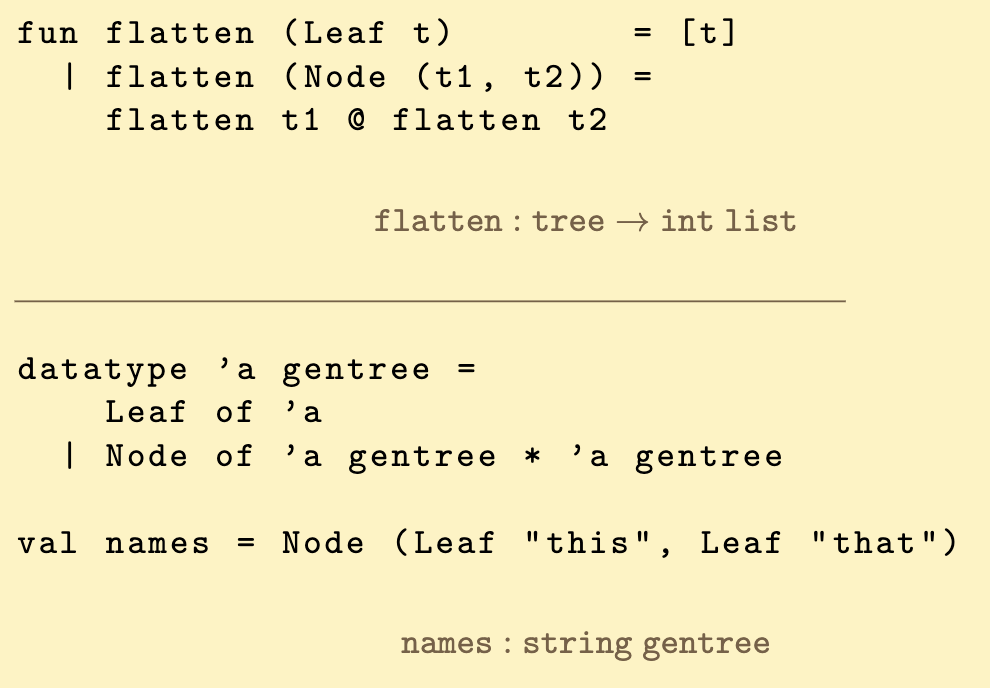 fun flatten (Leaf t)        = [t]
  | flatten (Node (t1, t2)) =
    flatten t1 @ flatten t2
flatten : tree → int list
datatype ’a gentree =
    Leaf of ’a
  | Node of ’a gentree * ’a gentree
val names = Node (Leaf "this", Leaf "that")
names : string gentree